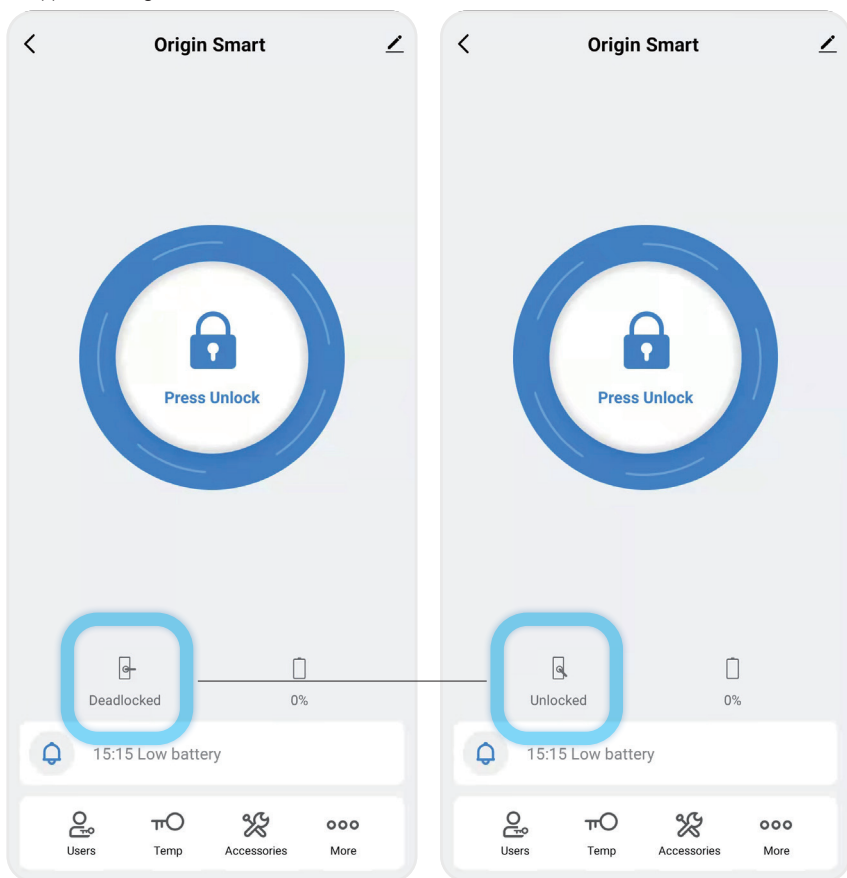 Origin Smart
Press Unlock
Deadlocked
0%
15:15 Low battery
Users
Temp
Accessories
More
Origin Smart
Press Unlock
Unlocked
0%
15:15 Low battery
Users
Temp
Accessories
More